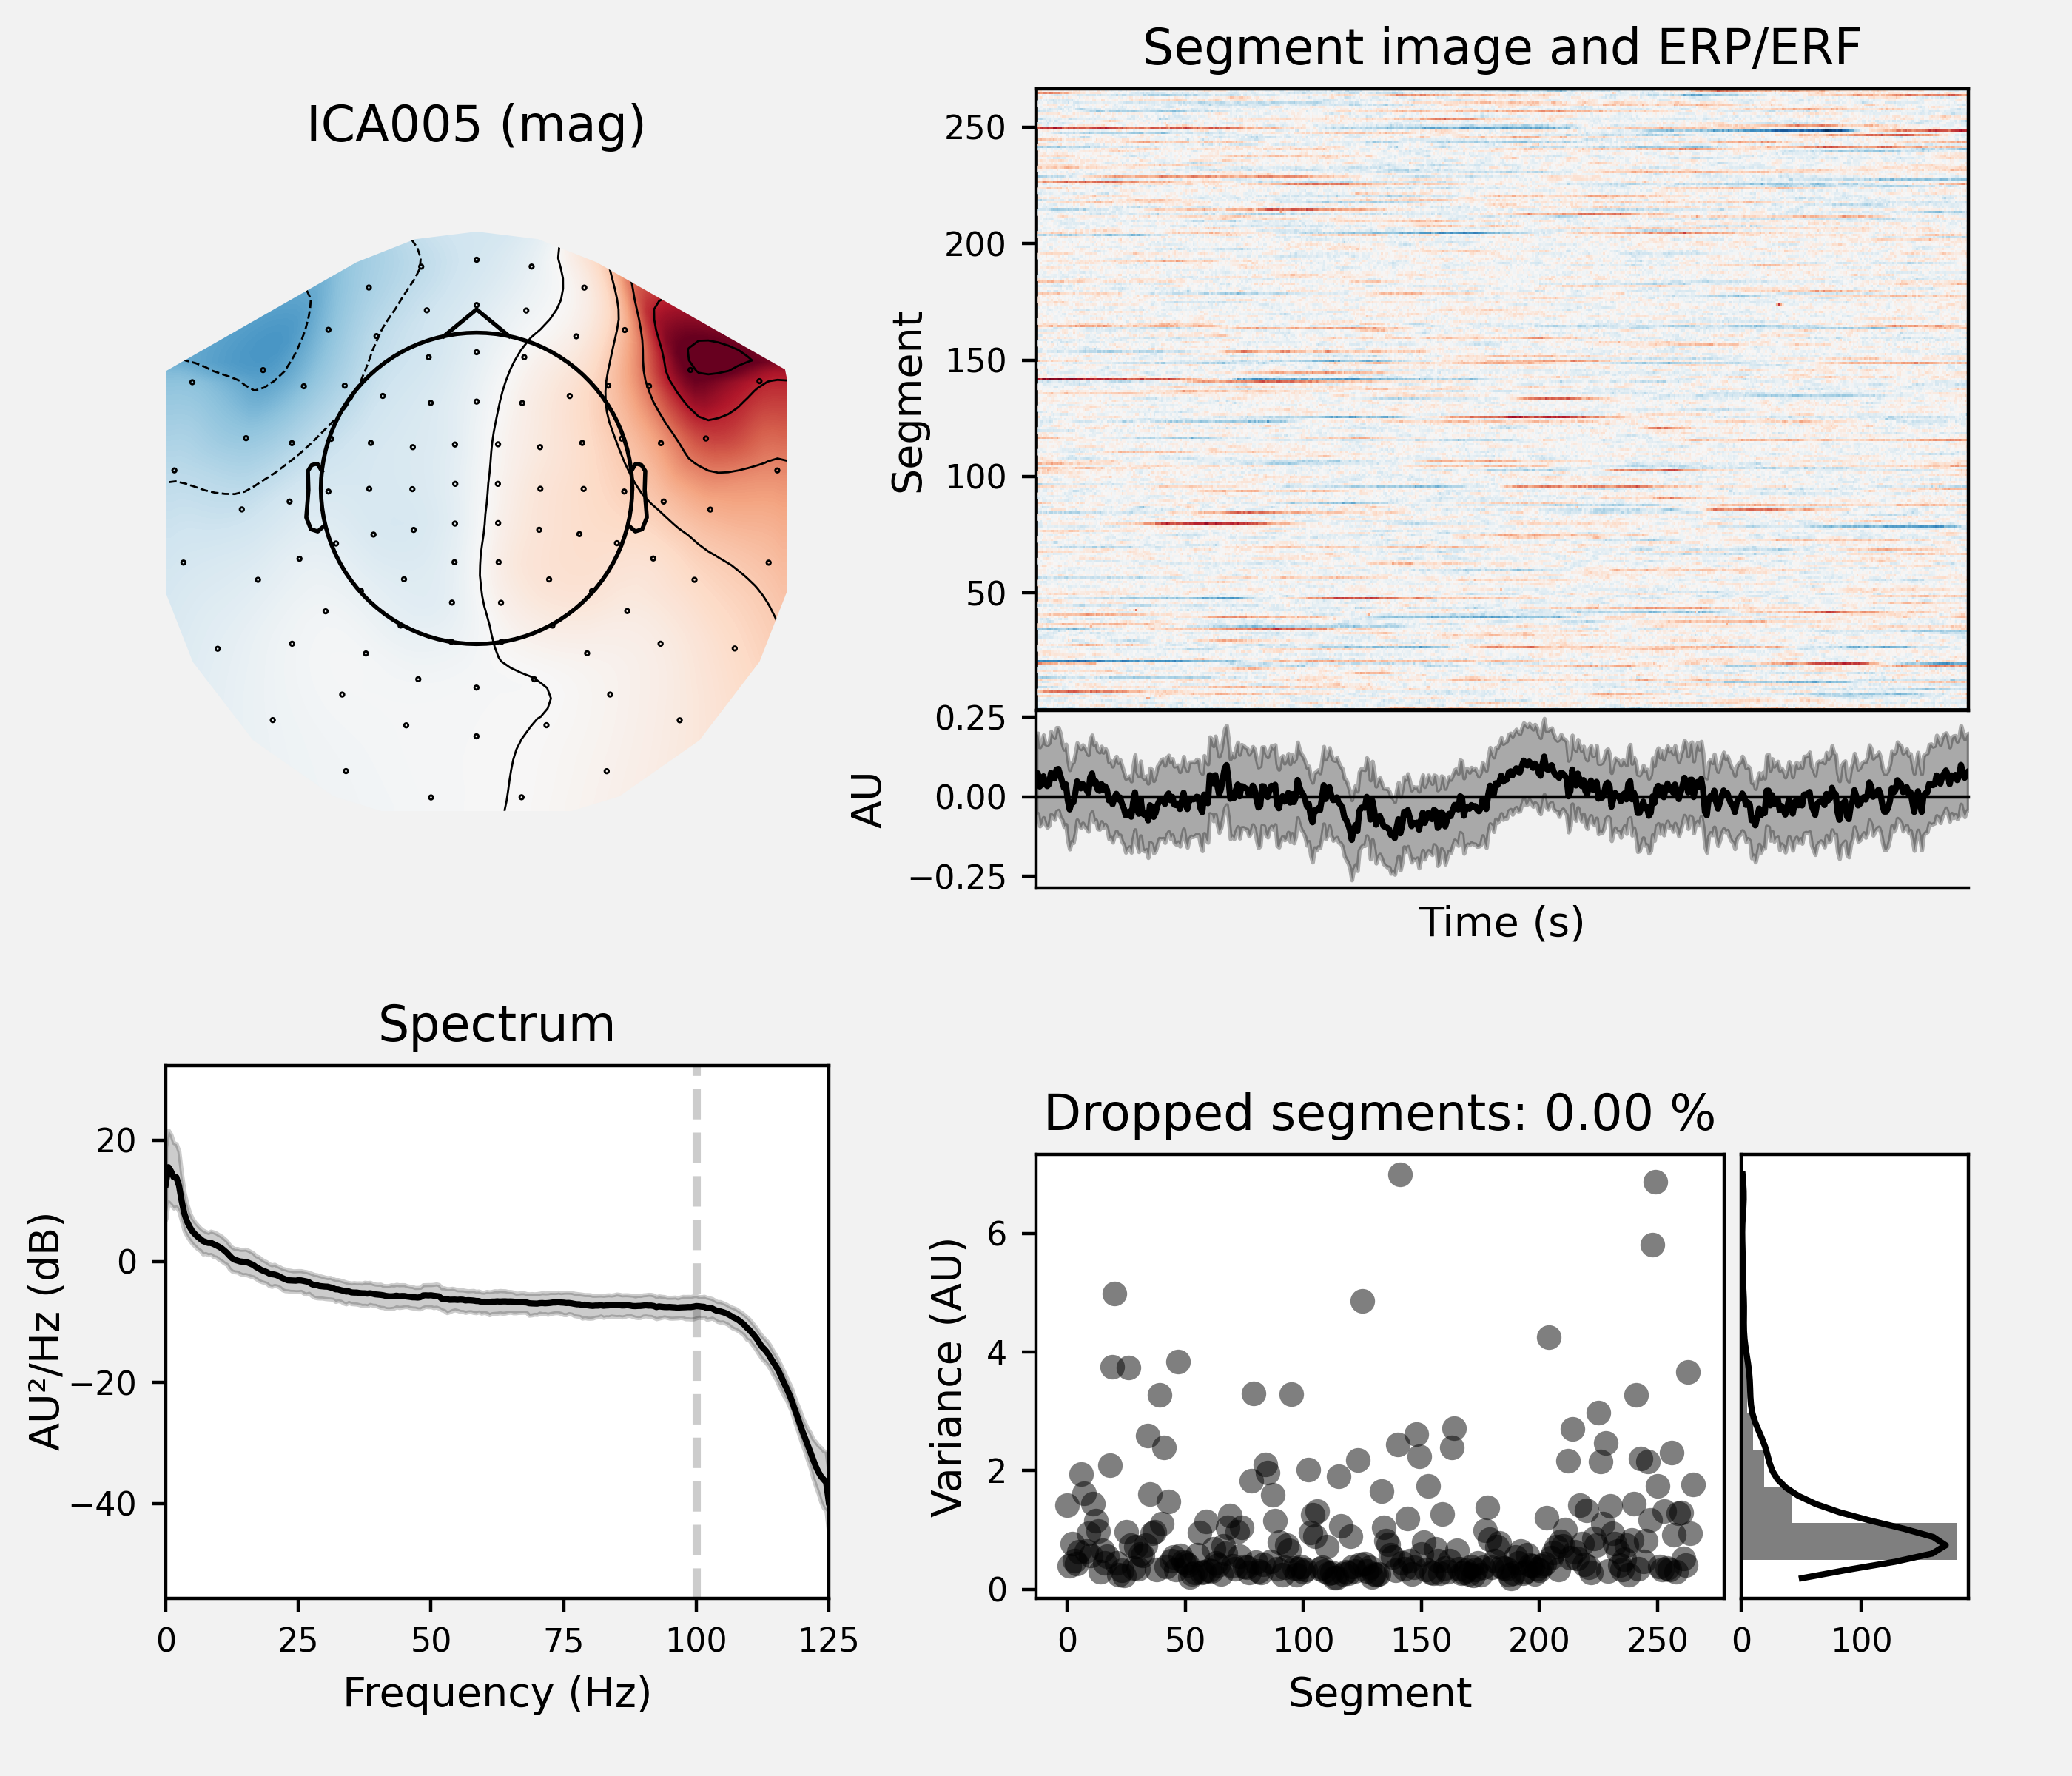 Segment image and ERP/ERF
ICA005 (mag)
250
200
150
100
50
Segment
0.25
0.00
−0.25
AU
Time (s)
Spectrum
20
0
−20
−40
AU²/Hz (dB)
0 25 50 75 100 125
Frequency (Hz)
Dropped segments: 0.00 %
6
4
2
0
Variance (AU)
0 50 100 150 200 250 0 100
Segment